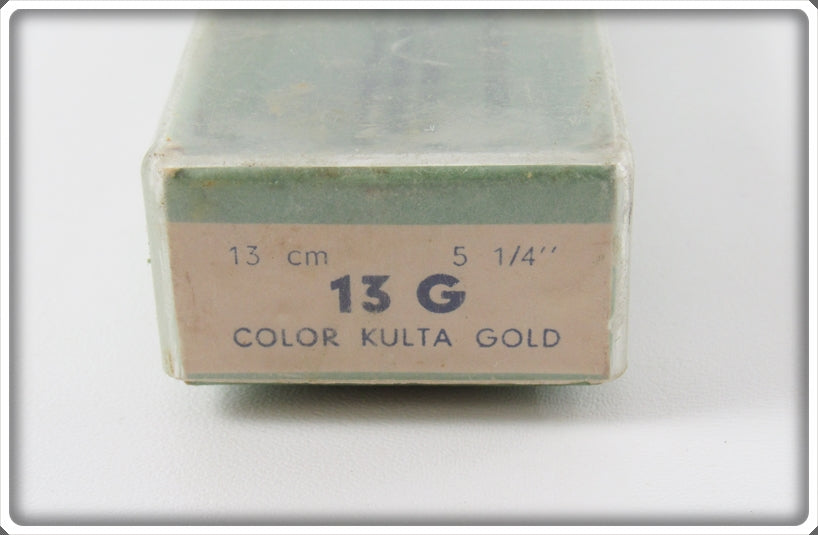 13 cm 5 1/4''
13 G
COLOR KULTA GOLD